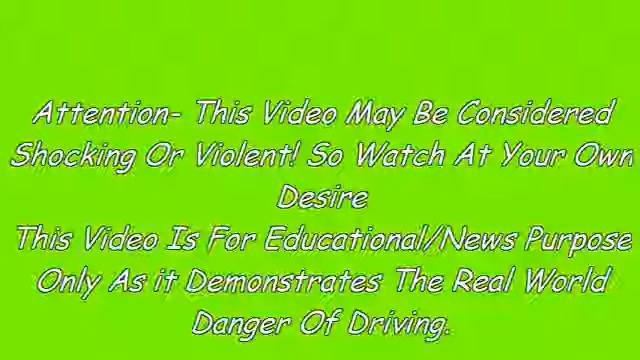 Attention- This Video May Be Considered
Shocking Or Violent! So Watch At Your Own
Desire
This Video Is For Educational/News Purpose
Only As it Demonstrates The Real World
Danger Of Driving.